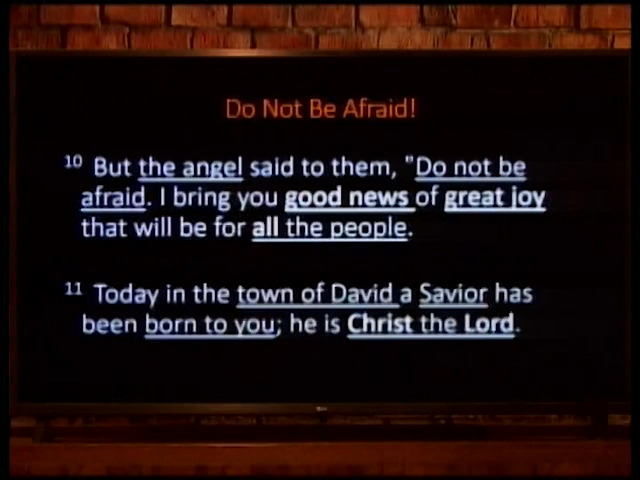 Do Not Be Afraid!
10 But the angel said to them, "Do not be
afraid. I bring you good news of great joy
that will be for all the people.
11 Today in the town of David a Savior has
been born to you; he is Christ the Lord.